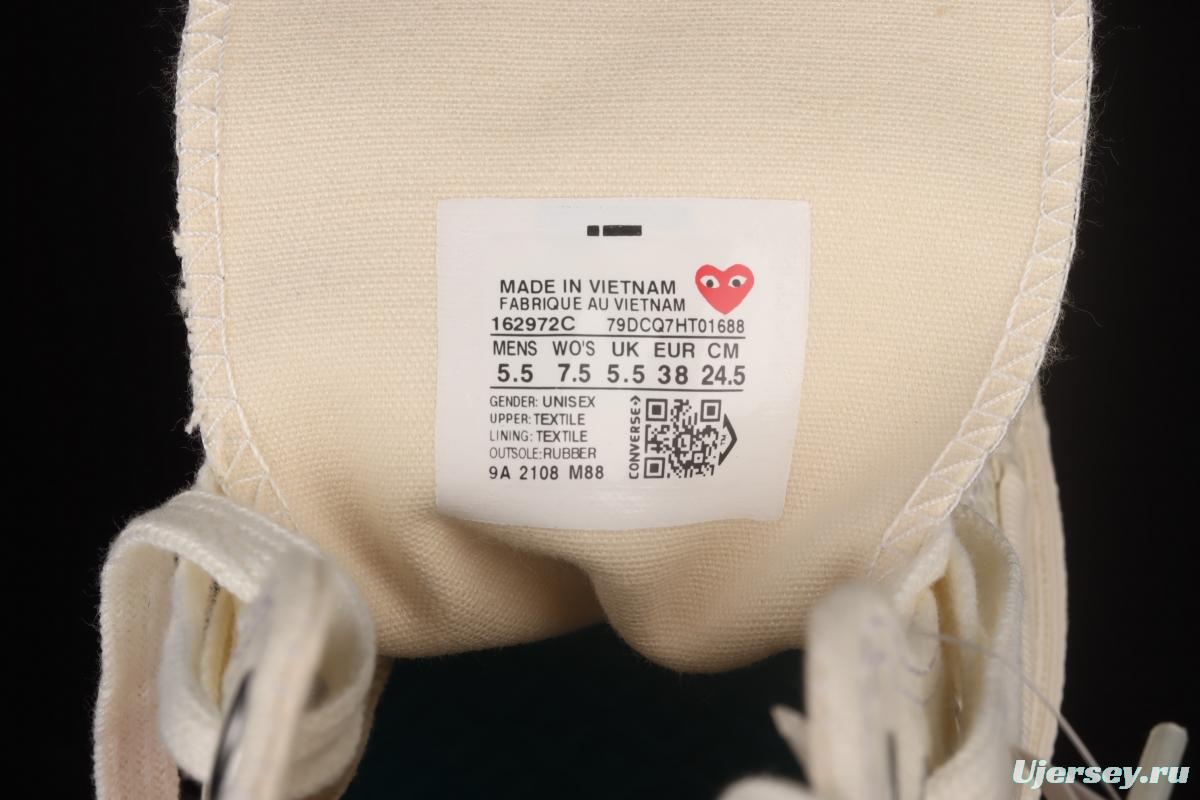 MADE IN VIETNAM
FABRIQUE AU VIETNAM
162972C 79DCQ7HT01688
MENS WO'S UK EUR CM
5.5 7.5 5.5 38 24.5
GENDER: UNISEX
UPPER: TEXTILE
LINING: TEXTILE
OUTSOLE: RUBBER
9A 2108 M88
CONVERSE
Ujersey.ru